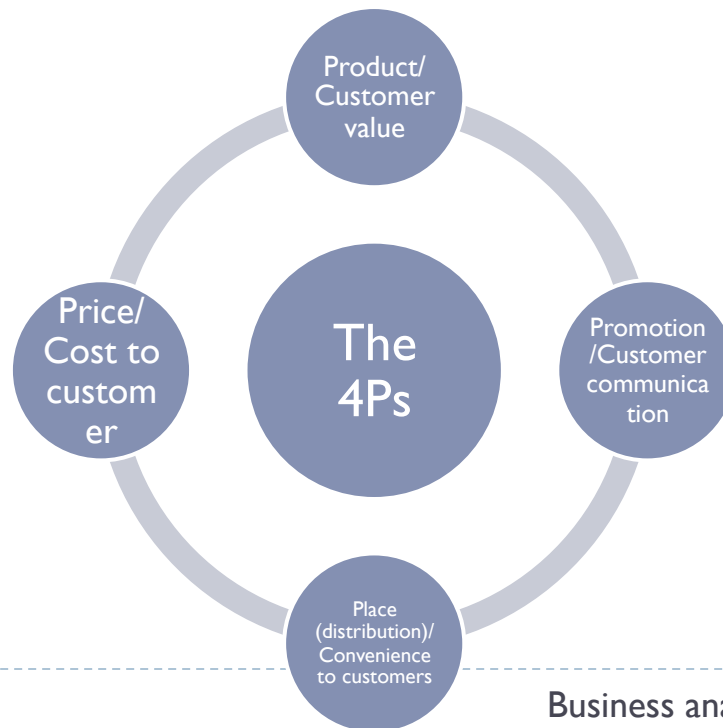 Product/
Customer
value
Price/
Cost to
custom
er
The
4Ps
Promotion
/Customer
communica
tion
Place
(distribution)/
Convenience
to customers
Business